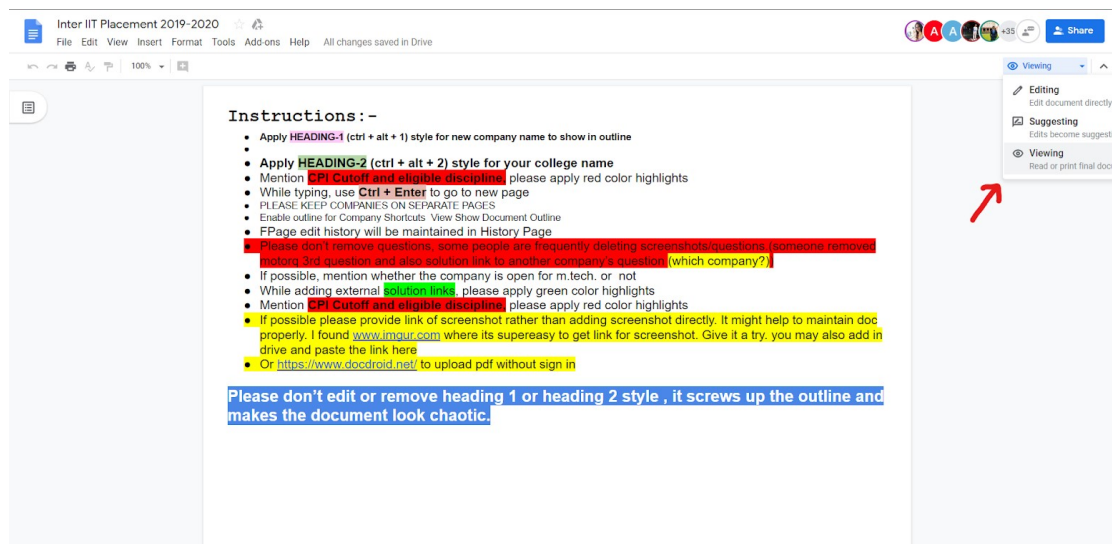 Inter IIT Placement 2019-2020
File Edit View Insert Format Tools Add-ons Help All changes saved in Drive
A A +35 Share
100%
Viewing
Editing
Edit document directly
Suggesting
Edits become suggesti
Viewing
Read or print final doc
Instructions:-
Apply HEADING-1 (ctrl + alt + 1) style for new company name to show in outline
Apply HEADING-2 (ctrl + alt + 2) style for your college name
Mention CPI Cutoff and eligible discipline, please apply red color highlights
While typing, use Ctrl + Enter to go to new page
PLEASE KEEP COMPANIES ON SEPARATE PAGES
Enable outline for Company Shortcuts View Show Document Outline
FPage edit history will be maintained in History Page
Please don't remove questions, some people are frequently deleting screenshots/questions.(someone removed
motorq 3rd question and also solution link to another company's question (which company?))
If possible, mention whether the company is open for m.tech. or not
While adding external solution links, please apply green color highlights
Mention CPI Cutoff and eligible discipline, please apply red color highlights
If possible please provide link of screenshot rather than adding screenshot directly. It might help to maintain doc
properly. I found www.imgur.com where its supereasy to get link for screenshot. Give it a try. you may also add in
drive and paste the link here
Or https://www.docdroid.net/ to upload pdf without sign in
Please don't edit or remove heading 1 or heading 2 style , it screws up the outline and
makes the document look chaotic.